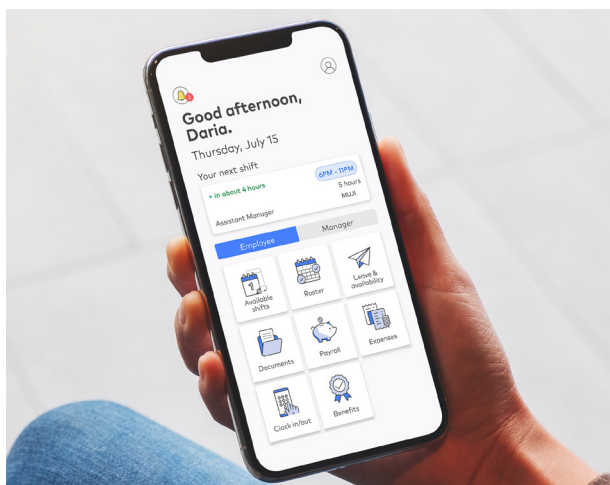 Good afternoon,
Daria.
Thursday, July 15
Your next shift
• in about 4 hours
6PM - 11PM
5 hours
Assistant Manager
MUJI
Employee
Manager
Available
shifts
Roster
Leave &
availability
Documents
Payroll
Expenses
Clock in/out
Benefits